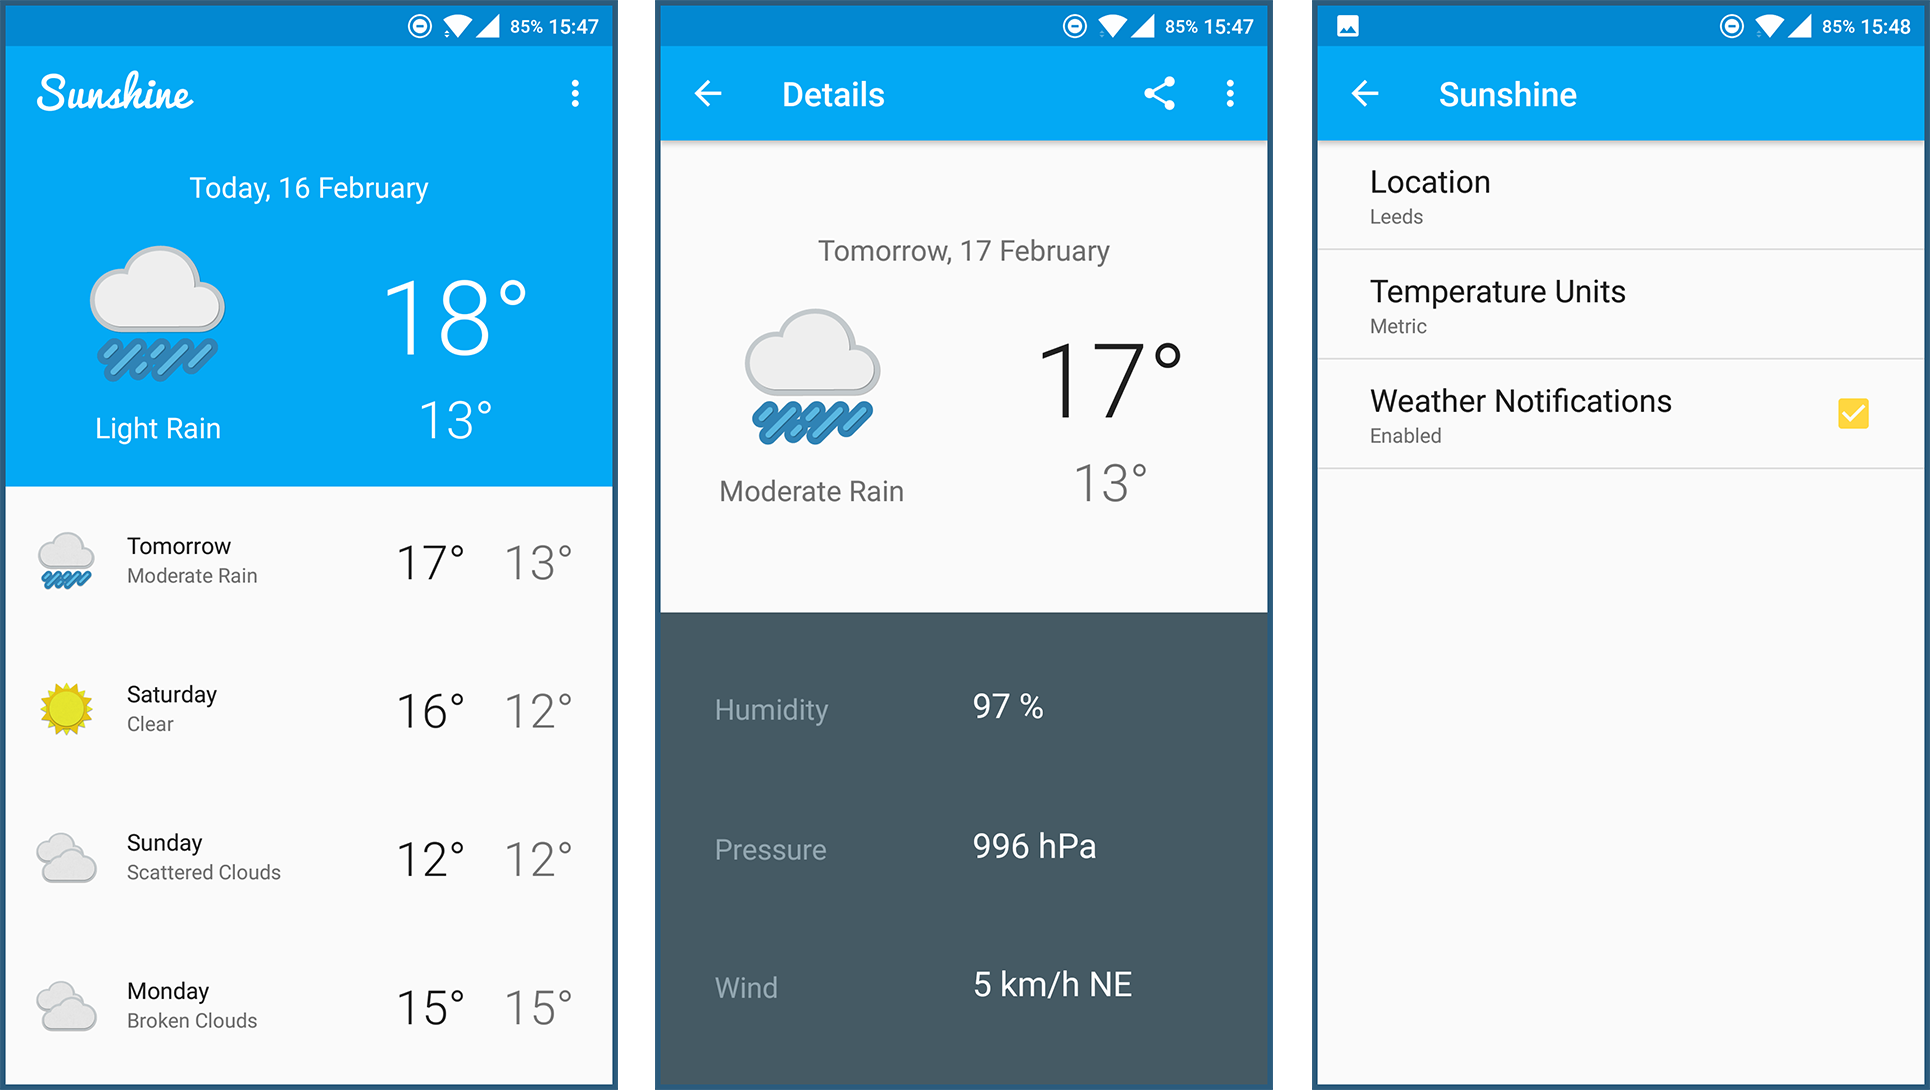 85% 15:47
Sunshine
Today, 16 February
18°
13°
Light Rain
Tomorrow
Moderate Rain
17° 13°
Saturday
Clear
16° 12°
Sunday
Scattered Clouds
12° 12°
Monday
Broken Clouds
15° 15°
85% 15:47
Details
Tomorrow, 17 February
17°
13°
Moderate Rain
Humidity 97 %
Pressure 996 hPa
Wind 5 km/h NE
85% 15:48
Sunshine
Location
Leeds
Temperature Units
Metric
Weather Notifications
Enabled